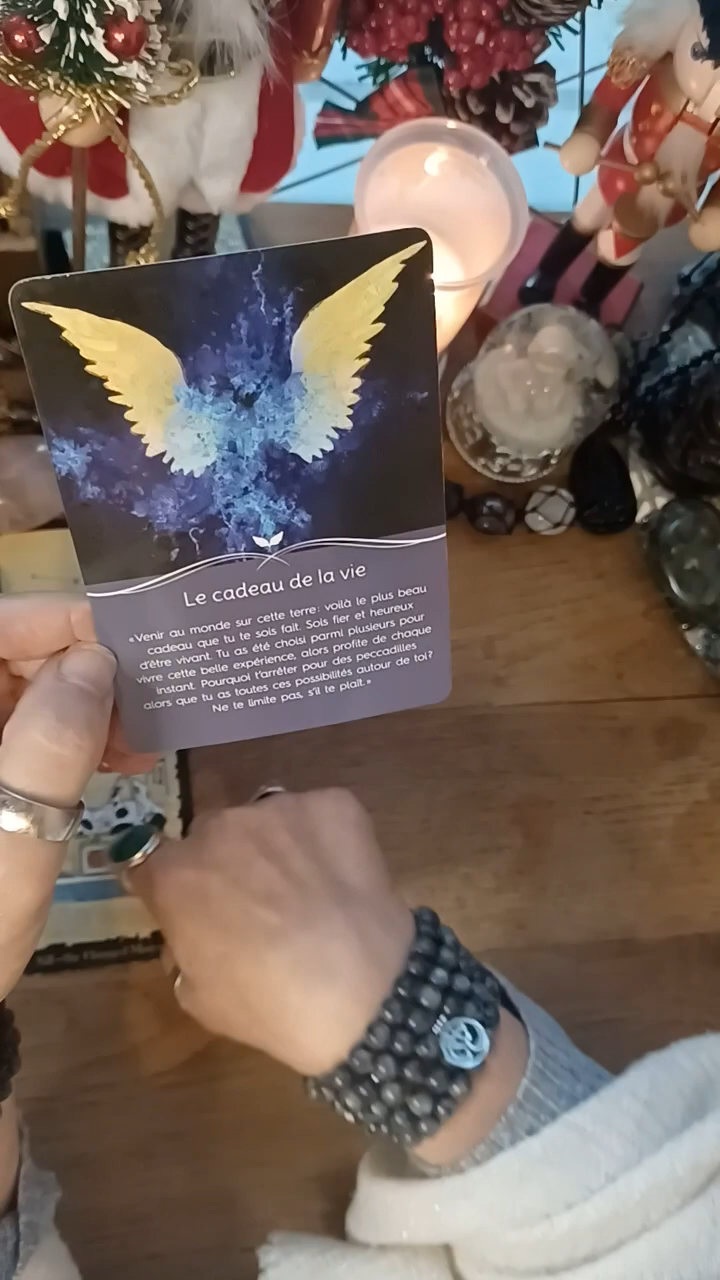 Le cadeau de la vie
«Venir au monde sur cette terre: voilà le plus beau
cadeau que tu te sois fait. Sois fier et heureux
d'être vivant. Tu as été choisi parmi plusieurs pour
vivre cette belle expérience, alors profite de chaque
instant. Pourquoi t'arrêter pour des peccadilles
alors que tu as toutes ces possibilités autour de toi?
Ne te limite pas, s'il te plaît.»